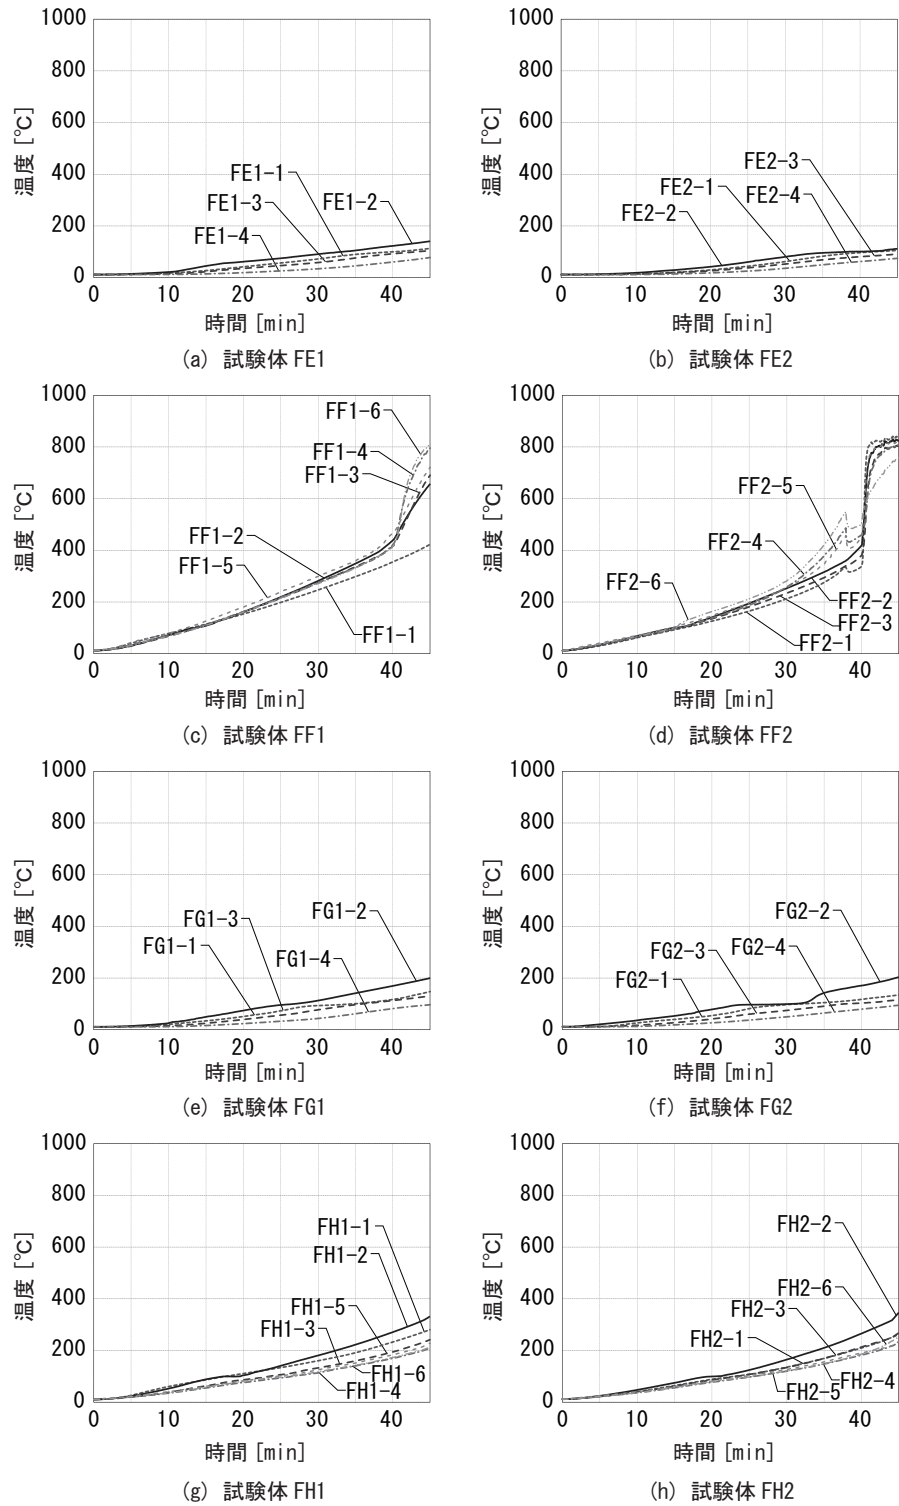 1000
800
600
400
200
0
温度 [℃]
FE1-1
FE1-3
FE1-2
FE1-4
0 10 20 30 40
時間 [min]
(a) 試験体 FE1
1000
800
600
400
200
0
温度 [℃]
FE2-3
FE2-1
FE2-4
FE2-2
0 10 20 30 40
時間 [min]
(b) 試験体 FE2
1000
800
600
400
200
0
温度 [℃]
FF1-6
FF1-4
FF1-3
FF1-2
FF1-5
FF1-1
0 10 20 30 40
時間 [min]
(c) 試験体 FF1
1000
800
600
400
200
0
温度 [℃]
FF2-5
FF2-4
FF2-6
FF2-2
FF2-3
FF2-1
0 10 20 30 40
時間 [min]
(d) 試験体 FF2
1000
800
600
400
200
0
温度 [℃]
FG1-2
FG1-3
FG1-1
FG1-4
0 10 20 30 40
時間 [min]
(e) 試験体 FG1
1000
800
600
400
200
0
温度 [℃]
FG2-2
FG2-3
FG2-4
FG2-1
0 10 20 30 40
時間 [min]
(f) 試験体 FG2
1000
800
600
400
200
0
温度 [℃]
FH1-1
FH1-2
FH1-5
FH1-3
FH1-6
FH1-4
0 10 20 30 40
時間 [min]
(g) 試験体 FH1
1000
800
600
400
200
0
温度 [℃]
FH2-2
FH2-6
FH2-3
FH2-1
FH2-4
FH2-5
0 10 20 30 40
時間 [min]
(h) 試験体 FH2